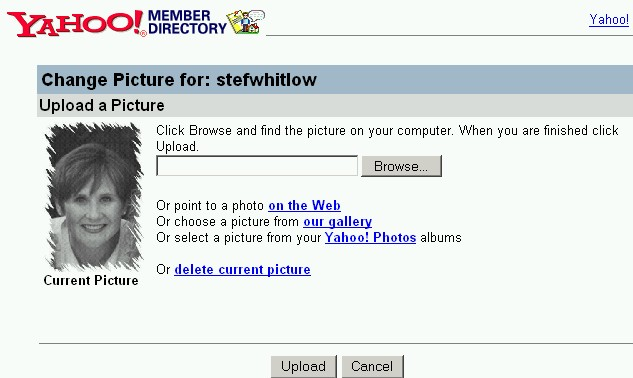 YAHOO! MEMBER DIRECTORY
Yahoo!
Change Picture for: stefwhitlow
Upload a Picture
Click Browse and find the picture on your computer. When you are finished click
Upload.
Browse...
Or point to a photo on the Web
Or choose a picture from our gallery
Or select a picture from your Yahoo! Photos albums
Or delete current picture
Current Picture
Upload
Cancel